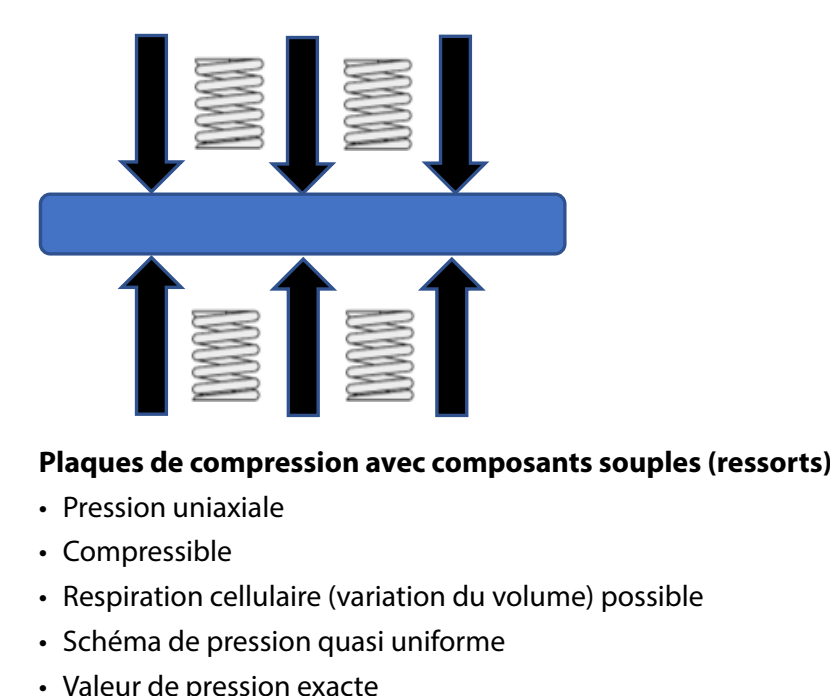 Plaques de compression avec composants souples (ressorts)
• Pression uniaxiale
• Compressible
• Respiration cellulaire (variation du volume) possible
• Schéma de pression quasi uniforme
• Valeur de pression exacte